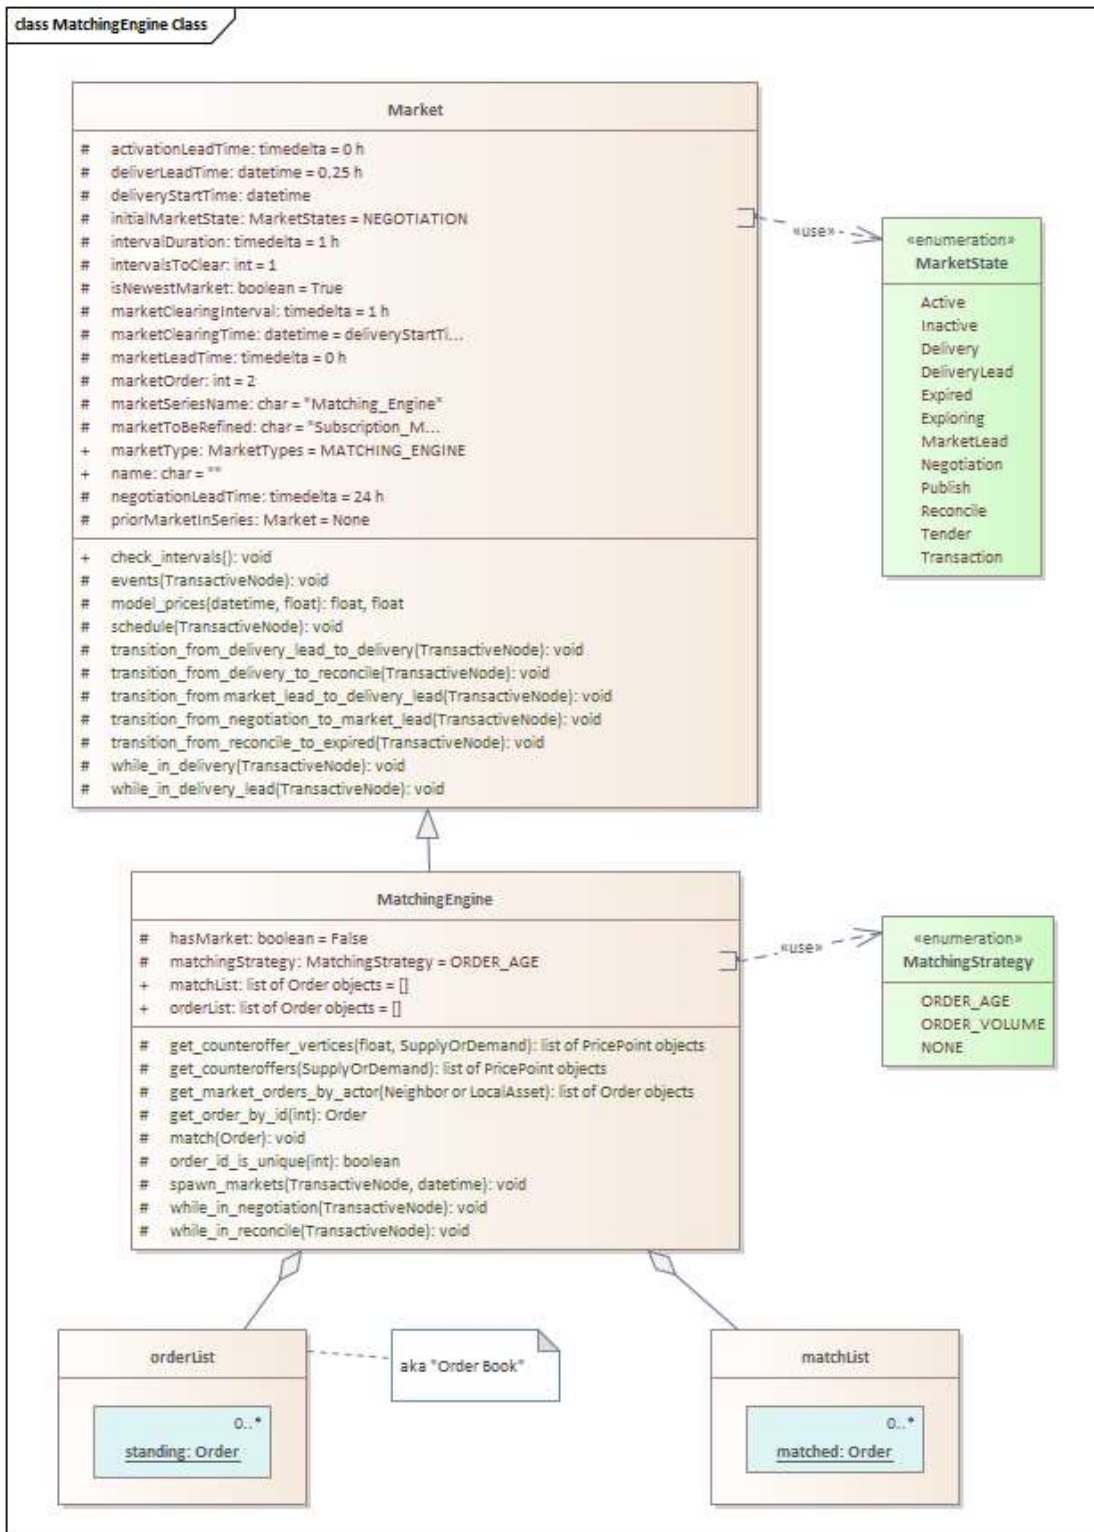 class MatchingEngine Class
Market
# activationLeadTime: timedelta = 0 h
# deliverLeadTime: datetime = 0.25 h
# deliveryStartTime: datetime
# initialMarketState: MarketStates = NEGOTIATION
# intervalDuration: timedelta = 1 h
# intervalsToClear: int = 1
# isNewestMarket: boolean = True
# marketClearingInterval: timedelta = 1 h
# marketClearingTime: datetime = deliveryStartTi...
# marketLeadTime: timedelta = 0 h
# marketOrder: int = 2
# marketSeriesName: char = "Matching_Engine"
# marketToBeRefined: char = "Subscription_M...
+ marketType: MarketTypes = MATCHING_ENGINE
+ name: char = ""
# negotiationLeadTime: timedelta = 24 h
# priorMarketInSeries: Market = None
+ check_intervals(): void
# events(TransactiveNode): void
# model_prices(datetime, float): float, float
# schedule(TransactiveNode): void
# transition_from_delivery_lead_to_delivery(TransactiveNode): void
# transition_from_delivery_to_reconcile(TransactiveNode): void
# transition_from market_lead_to_delivery_lead(TransactiveNode): void
# transition_from_negotiation_to_market_lead(TransactiveNode): void
# transition_from_reconcile_to_expired(TransactiveNode): void
# while_in_delivery(TransactiveNode): void
# while_in_delivery_lead(TransactiveNode): void
«use»
«enumeration»
MarketState
Active
Inactive
Delivery
DeliveryLead
Expired
Exploring
MarketLead
Negotiation
Publish
Reconcile
Tender
Transaction
MatchingEngine
# hasMarket: boolean = False
# matchingStrategy: MatchingStrategy = ORDER_AGE
+ matchList: list of Order objects = []
+ orderList: list of Order objects = []
# get_counteroffer_vertices(float, SupplyOrDemand): list of PricePoint objects
# get_counteroffers(SupplyOrDemand): list of PricePoint objects
# get_market_orders_by_actor(Neighbor or LocalAsset): list of Order objects
# get_order_by_id(int): Order
# match(Order): void
# order_id_is_unique(int): boolean
# spawn_markets(TransactiveNode, datetime): void
# while_in_negotiation(TransactiveNode): void
# while_in_reconcile(TransactiveNode): void
«use»
«enumeration»
MatchingStrategy
ORDER_AGE
ORDER_VOLUME
NONE
orderList
0..*
standing: Order
aka "Order Book"
matchList
0..*
matched: Order